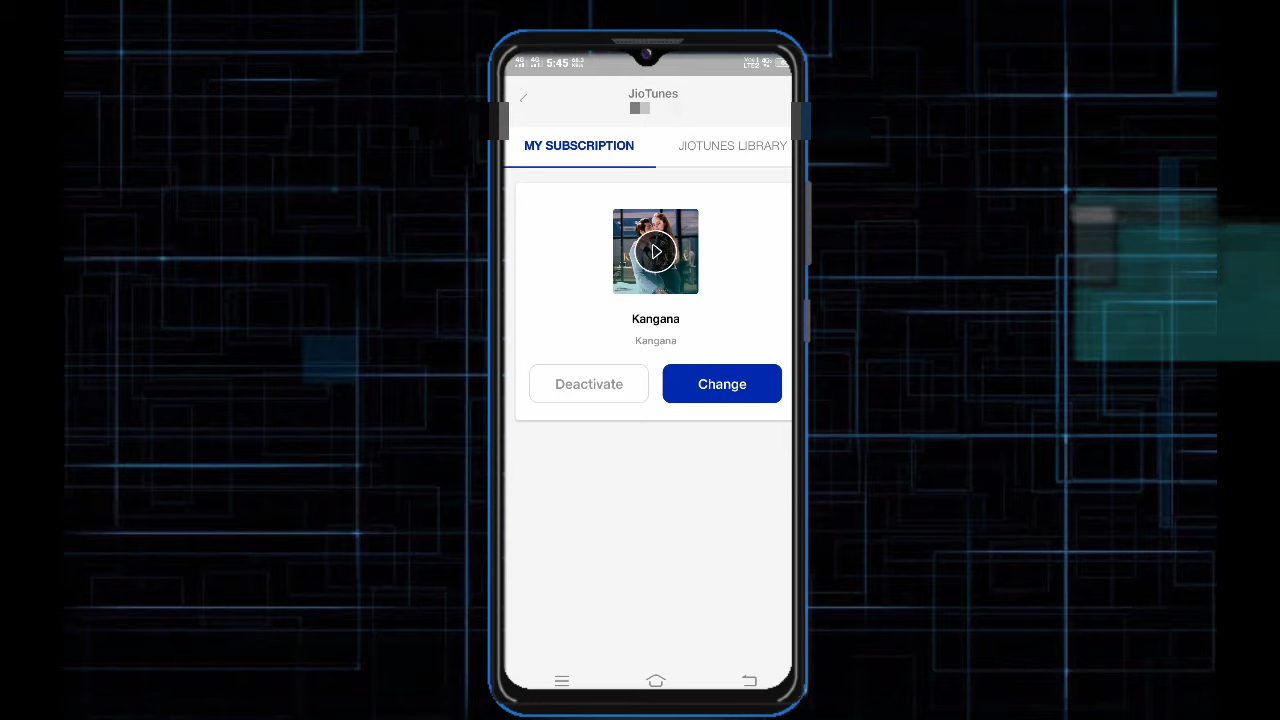 5:45
JioTunes
MY SUBSCRIPTION
JIOTUNES LIBRARY
Kangana
Kangana
Deactivate
Change